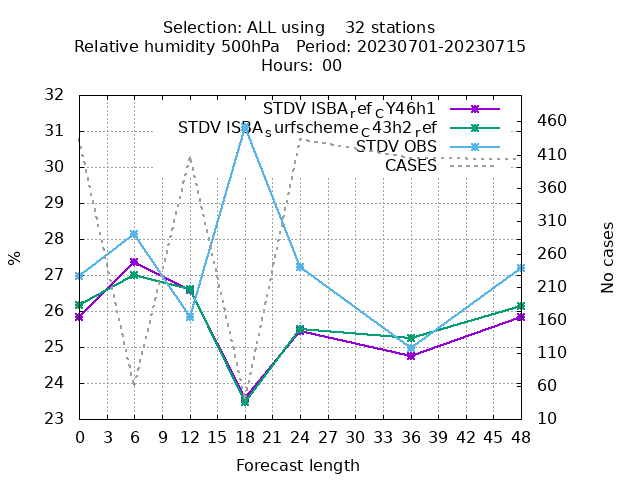 Selection: ALL using    32 stations
Relative humidity 500hPa   Period: 20230701-20230715
Hours: 00
STDV ISBA_ref_CY46h1
STDV ISBA_surfscheme_C43h2_ref
STDV OBS
CASES
32
31
30
29
28
27
26
25
24
23
%
460
410
360
310
260
210
160
110
60
10
No cases
0 3 6 9 12 15 18 21 24 27 30 33 36 39 42 45 48
Forecast length